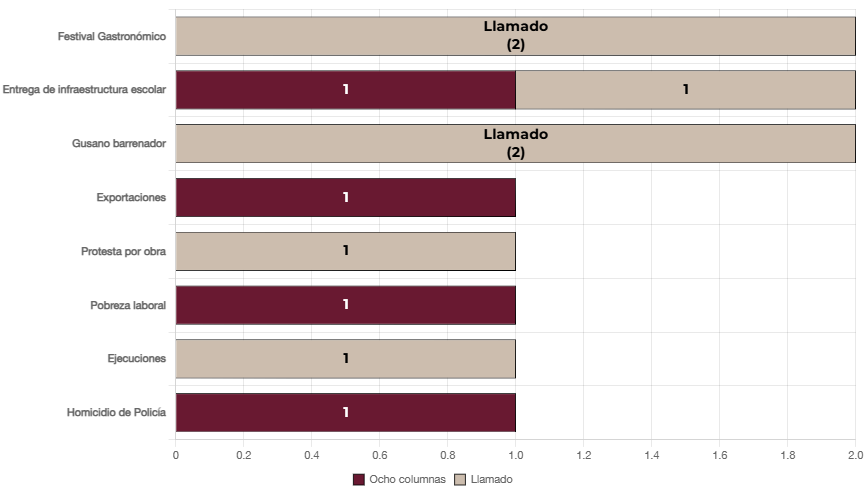 Festival Gastronómico
Llamado
(2)
Entrega de infraestructura escolar
1
1
Gusano barrenador
Llamado
(2)
Exportaciones
1
Protesta por obra
1
Pobreza laboral
1
Ejecuciones
1
Homicidio de Policía
1
0 0.2 0.4 0.6 0.8 1.0 1.2 1.4 1.6 1.8 2.0
Ocho columnas Llamado